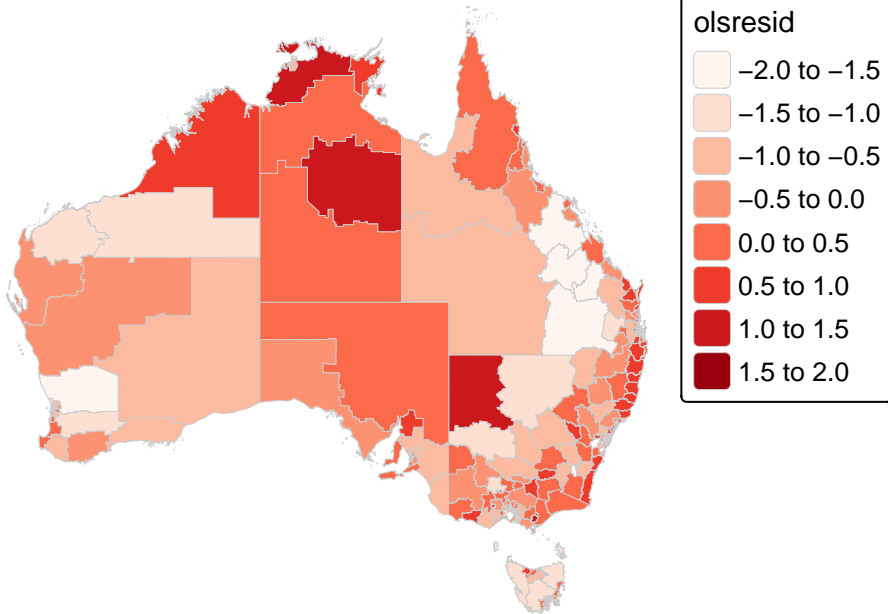 olsresid
−2.0 to −1.5
−1.5 to −1.0
−1.0 to −0.5
−0.5 to 0.0
0.0 to 0.5
0.5 to 1.0
1.0 to 1.5
1.5 to 2.0